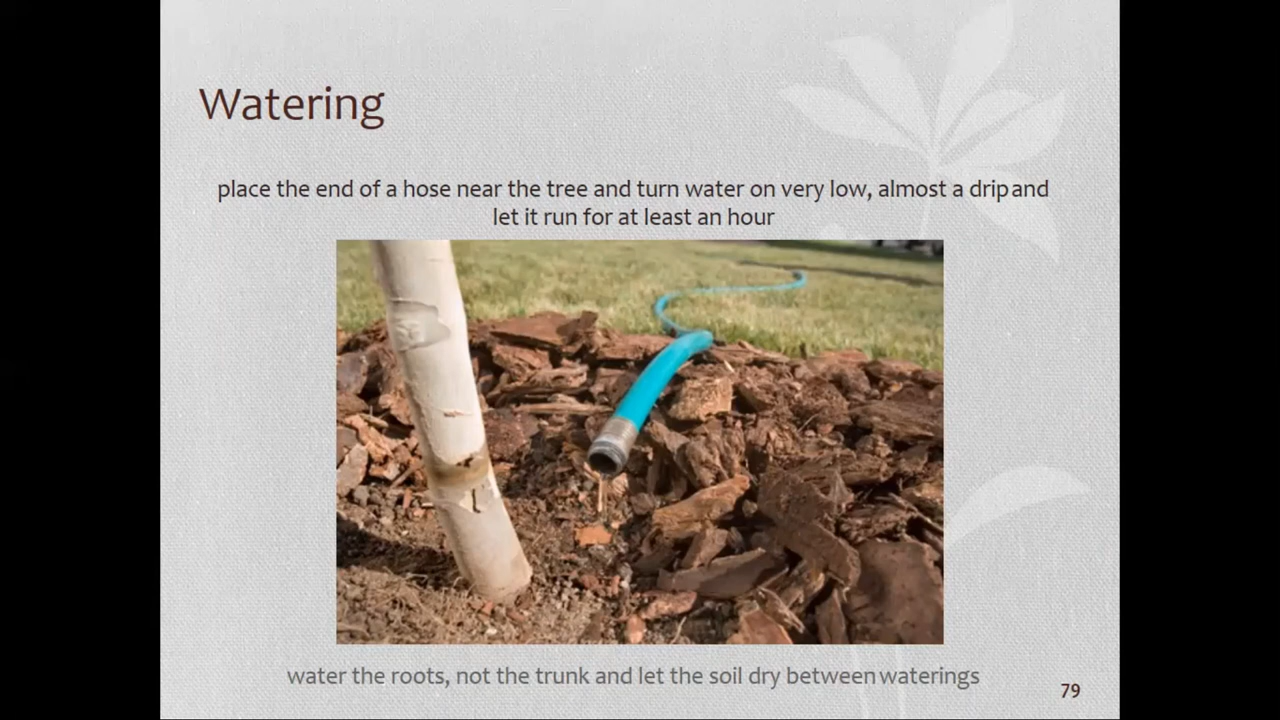 Watering
place the end of a hose near the tree and turn water on very low, almost a drip and
let it run for at least an hour
water the roots, not the trunk and let the soil dry between waterings
79